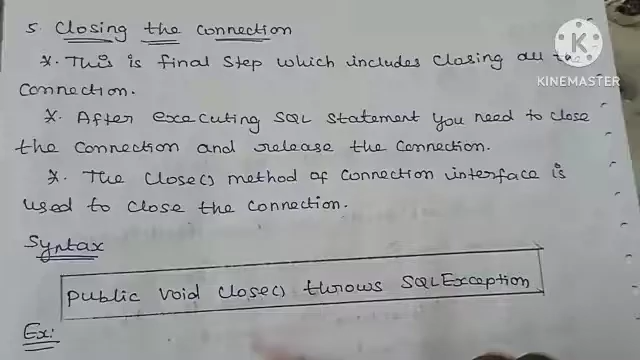 5 Closing the connection
*. This is final step which includes closing all the
connection.
*. After executing SQL statement you need to close
the connection and release the connection.
*. The close() method of connection interface is
used to close the connection.
Syntax
public void close() throws SQLException
Ex:
K
KINEMASTER